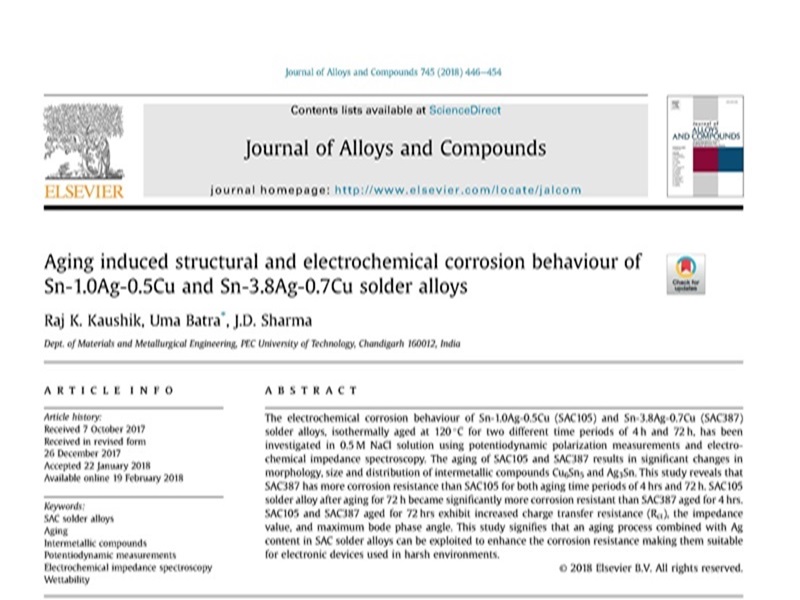 Journal of Alloys and Compounds 745 (2018) 446–454
Contents lists available at ScienceDirect
Journal of Alloys and Compounds
journal homepage: http://www.elsevier.com/locate/jalcom
ELSEVIER
AND COMPOUNDS
Aging induced structural and electrochemical corrosion behaviour of
Sn-1.0Ag-0.5Cu and Sn-3.8Ag-0.7Cu solder alloys
Check for
updates
Raj K. Kaushik, Uma Batra*, J.D. Sharma
Dept. of Materials and Metallurgical Engineering, PEC University of Technology, Chandigarh 160012, India
ARTICLE INFO
Article history:
Received 7 October 2017
Received in revised form
26 December 2017
Accepted 22 January 2018
Available online 19 February 2018
Keywords:
SAC solder alloys
Aging
Intermetallic compounds
Potentiodynamic measurements
Electrochemical impedance spectroscopy
Wettability
ABSTRACT
The electrochemical corrosion behaviour of Sn-1.0Ag-0.5Cu (SAC105) and Sn-3.8Ag-0.7Cu (SAC387)
solder alloys, isothermally aged at 120 °C for two different time periods of 4 h and 72 h, has been
investigated in 0.5 M NaCl solution using potentiodynamic polarization measurements and electro-
chemical impedance spectroscopy. The aging of SAC105 and SAC387 results in significant changes in
morphology, size and distribution of intermetallic compounds Cu₆Sn₅ and Ag₃Sn. This study reveals that
SAC387 has more corrosion resistance than SAC105 for both aging time periods of 4 hrs and 72 h. SAC105
solder alloy after aging for 72 h became significantly more corrosion resistant than SAC387 aged for 4 hrs.
SAC105 and SAC387 aged for 72 hrs exhibit increased charge transfer resistance (Rct), the impedance
value, and maximum bode phase angle. This study signifies that an aging process combined with Ag
content in SAC solder alloys can be exploited to enhance the corrosion resistance making them suitable
for electronic devices used in harsh environments.
© 2018 Elsevier B.V. All rights reserved.